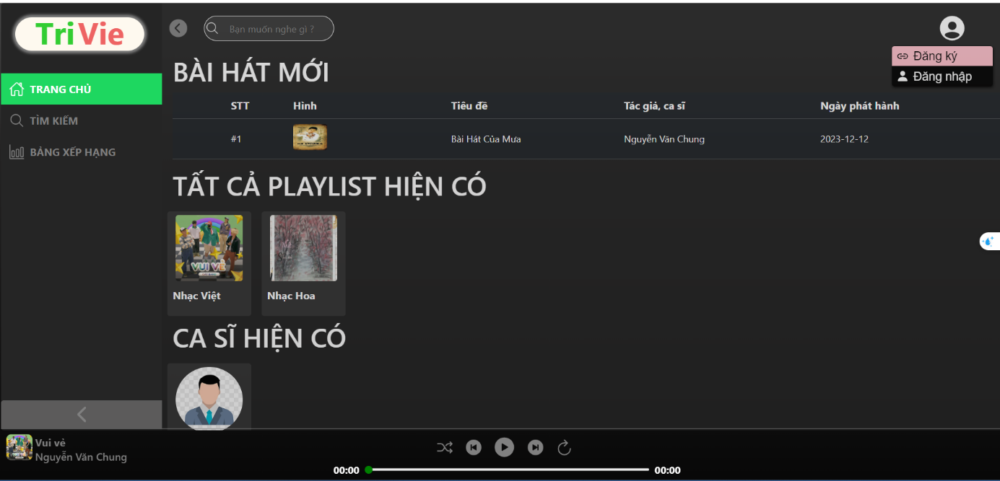 TriVie
Bạn muốn nghe gì ?
Đăng ký
Đăng nhập
TRANG CHỦ
TÌM KIẾM
BẢNG XẾP HẠNG
BÀI HÁT MỚI
STT Hình Tiêu đề Tác giả, ca sĩ Ngày phát hành
#1 Bài Hát Của Mưa Nguyễn Văn Chung 2023-12-12
TẤT CẢ PLAYLIST HIỆN CÓ
VUI VẺ
Nhạc Việt Nhạc Hoa
CA SĨ HIỆN CÓ
Vui vẻ
Nguyễn Văn Chung
00:00 00:00